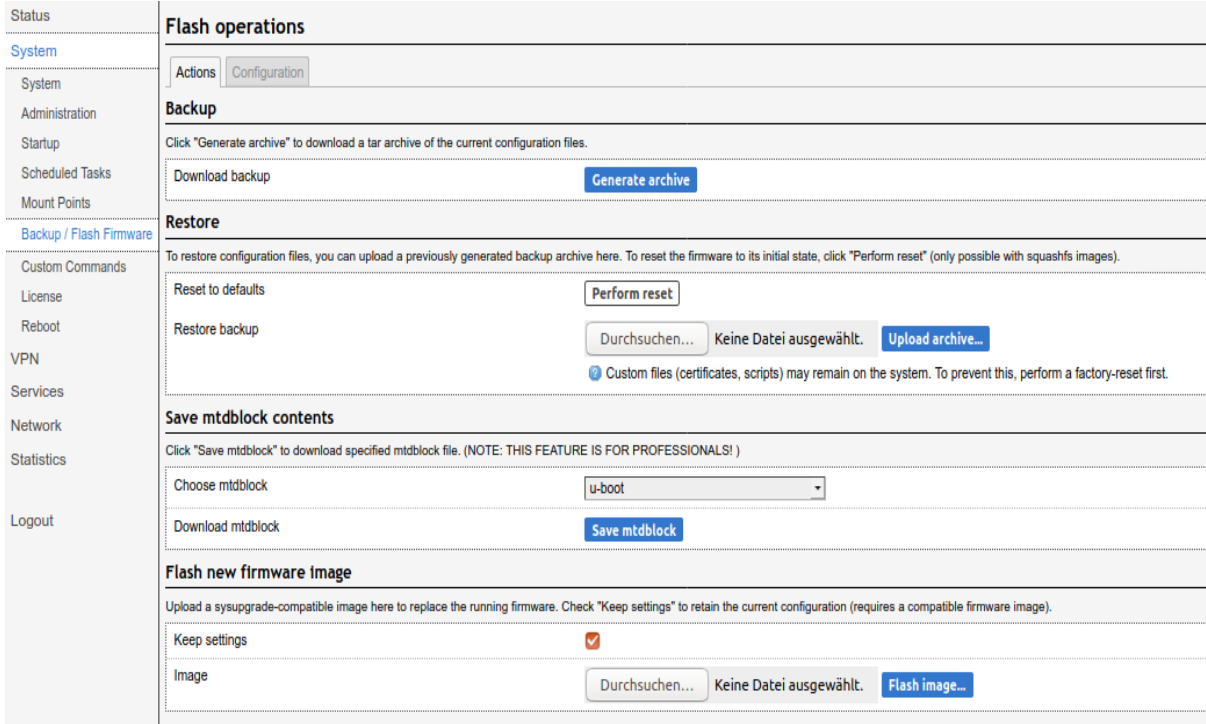 Status
System
System
Administration
Startup
Scheduled Tasks
Mount Points
Backup / Flash Firmware
Custom Commands
License
Reboot
VPN
Services
Network
Statistics
Logout
Flash operations
Actions Configuration
Backup
Click "Generate archive" to download a tar archive of the current configuration files.
Download backup Generate archive
Restore
To restore configuration files, you can upload a previously generated backup archive here. To reset the firmware to its initial state, click "Perform reset" (only possible with squashfs images).
Reset to defaults Perform reset
Restore backup Durchsuchen... Keine Datei ausgewählt. Upload archive...
Custom files (certificates, scripts) may remain on the system. To prevent this, perform a factory-reset first.
Save mtdblock contents
Click "Save mtdblock" to download specified mtdblock file. (NOTE: THIS FEATURE IS FOR PROFESSIONALS! )
Choose mtdblock u-boot
Download mtdblock Save mtdblock
Flash new firmware image
Upload a sysupgrade-compatible image here to replace the running firmware. Check "Keep settings" to retain the current configuration (requires a compatible firmware image).
Keep settings
Image Durchsuchen... Keine Datei ausgewählt. Flash image...